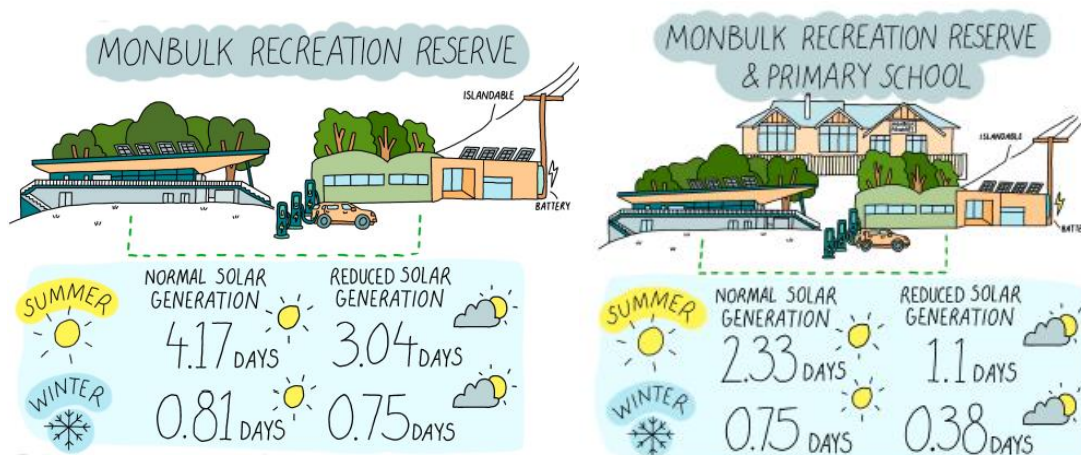 MONBULK RECREATION RESERVE
ISLANDABLE
BATTERY
NORMAL SOLAR
GENERATION
REDUCED SOLAR
GENERATION
SUMMER
4.17 DAYS
3.04 DAYS
WINTER
0.81 DAYS
0.75 DAYS
MONBULK RECREATION RESERVE
& PRIMARY SCHOOL
ISLANDABLE
BATTE
NORMAL SOLAR
GENERATION
REDUCED SOLAR
GENERATION
SUMMER
2.33 DAYS
1.1 DAYS
WINTER
0.75 DAYS
0.38 DAYS